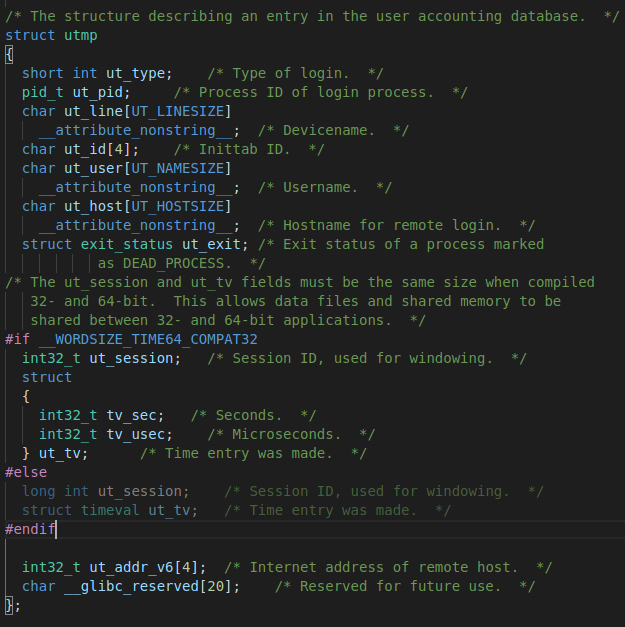 /* The structure describing an entry in the user accounting database.  */
struct utmp
{
  short int ut_type;    /* Type of login.  */
  pid_t ut_pid;     /* Process ID of login process.  */
  char ut_line[UT_LINESIZE]
    __attribute_nonstring__;  /* Devicename.  */
  char ut_id[4];    /* Inittab ID.  */
  char ut_user[UT_NAMESIZE]
    __attribute_nonstring__;  /* Username.  */
  char ut_host[UT_HOSTSIZE]
    __attribute_nonstring__;  /* Hostname for remote login.  */
  struct exit_status ut_exit; /* Exit status of a process marked
           as DEAD_PROCESS.  */
/* The ut_session and ut_tv fields must be the same size when compiled
   32- and 64-bit.  This allows data files and shared memory to be
   shared between 32- and 64-bit applications.  */
#if __WORDSIZE_TIME64_COMPAT32
  int32_t ut_session;   /* Session ID, used for windowing.  */
  struct
  {
    int32_t tv_sec;   /* Seconds.  */
    int32_t tv_usec;    /* Microseconds.  */
  } ut_tv;      /* Time entry was made.  */
#else
  long int ut_session;    /* Session ID, used for windowing.  */
  struct timeval ut_tv;   /* Time entry was made.  */
#endif

  int32_t ut_addr_v6[4];  /* Internet address of remote host.  */
  char __glibc_reserved[20];    /* Reserved for future use.  */
};